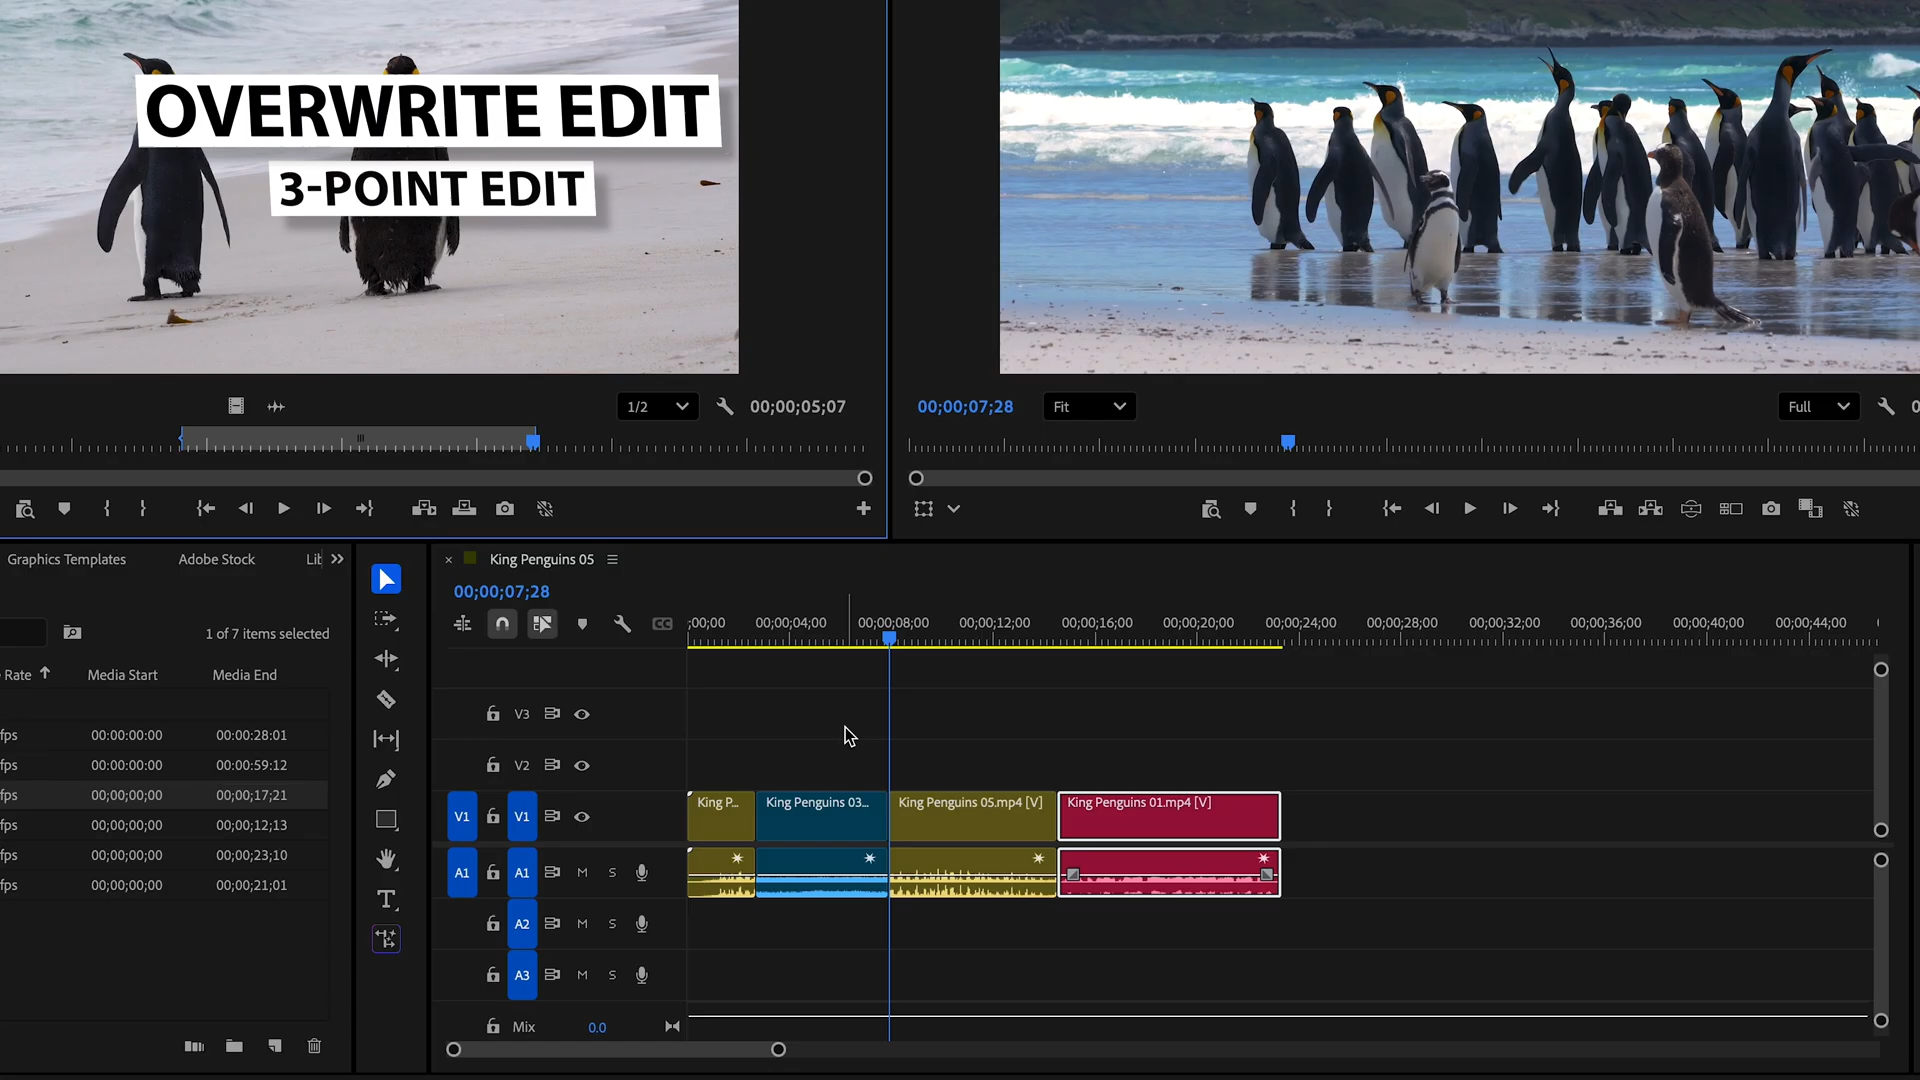 OVERWRITE EDIT
3-POINT EDIT
1/2
00;00;05;07
00;00;07;28
Fit
Full
Graphics Templates
Adobe Stock
King Penguins 05
00;00;07;28
1 of 7 items selected
CC
;00;00
00;00;04;00
00;00;08;00
00;00;12;00
00;00;16;00
00;00;20;00
00;00;24;00
00;00;28;00
00;00;32;00
00;00;36;00
00;00;40;00
00;00;44;00
Rate
Media Start
Media End
V3
fps
00:00:00:00
00:00:28:01
fps
00:00:00:00
00:00:59:12
V2
fps
00;00;00;00
00;00;17;21
V1
V1
King P...
King Penguins 03...
King Penguins 05.mp4 [V]
King Penguins 01.mp4 [V]
fps
00;00;00;00
00;00;12;13
fps
00;00;00;00
00;00;23;10
A1
A1
M
S
fps
00;00;00;00
00;00;21;01
A2
M
S
A3
M
S
Mix
0.0